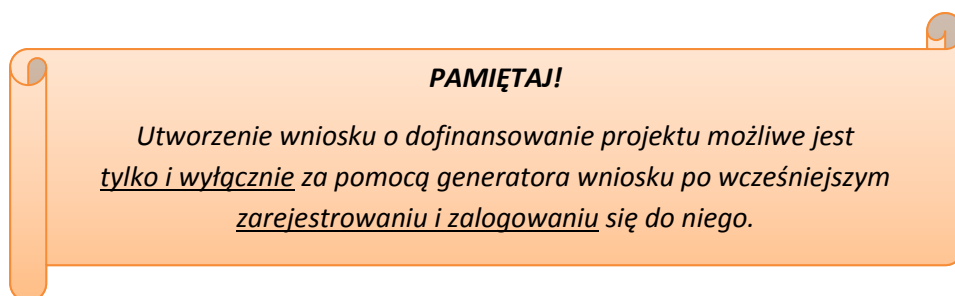 PAMIĘTAJ!
Utworzenie wniosku o dofinansowanie projektu możliwe jest
tylko i wyłącznie za pomocą generatora wniosku po wcześniejszym
zarejestrowaniu i zalogowaniu się do niego.